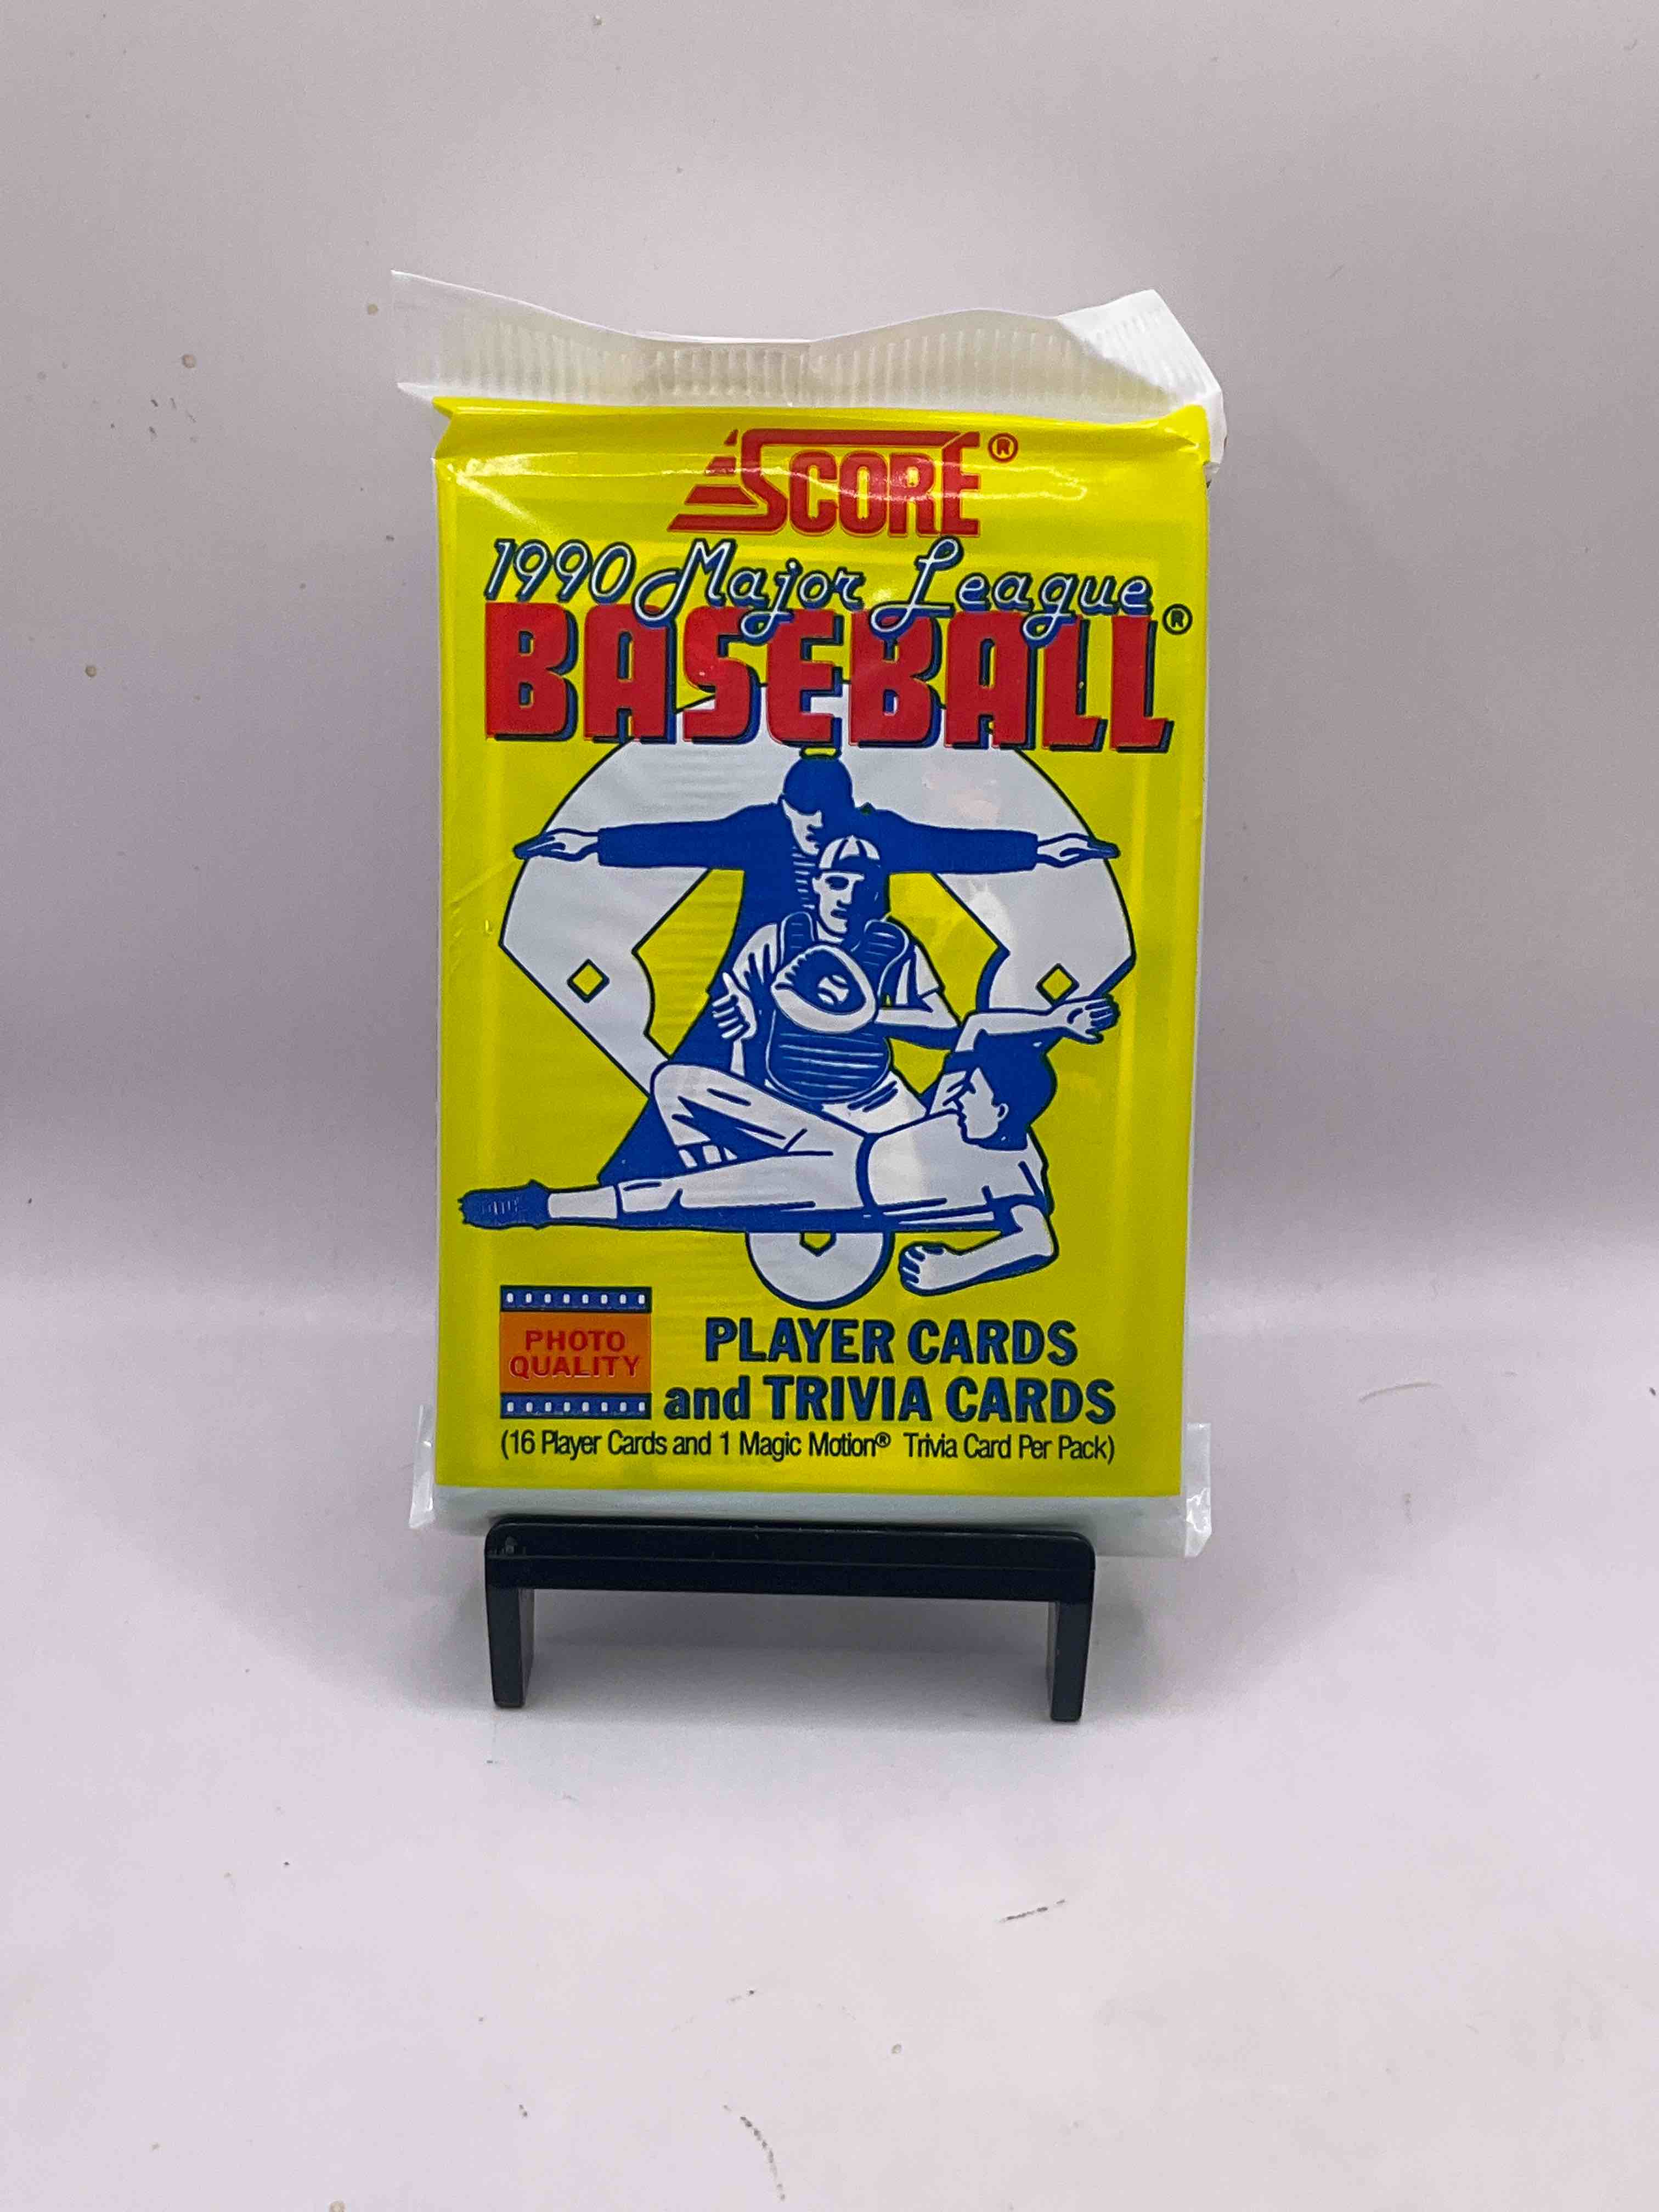 SCORE®
1990 Major League
BASEBALL®
PHOTO
QUALITY
PLAYER CARDS
and TRIVIA CARDS
(16 Player Cards and 1 Magic Motion® Trivia Card Per Pack)